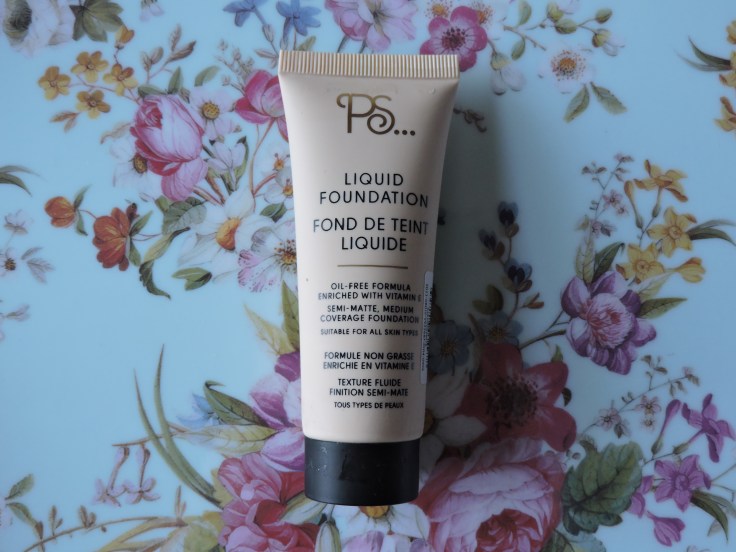 PS...
LIQUID
FOUNDATION
FOND DE TEINT
LIQUIDE
OIL-FREE FORMULA
ENRICHED WITH VITAMIN E
SEMI-MATTE, MEDIUM
COVERAGE FOUNDATION
SUITABLE FOR ALL SKIN TYPES
FORMULE NON GRASSE
ENRICHIE EN VITAMINE E
TEXTURE FLUIDE
FINITION SEMI-MATE
TOUS TYPES DE PEAUX